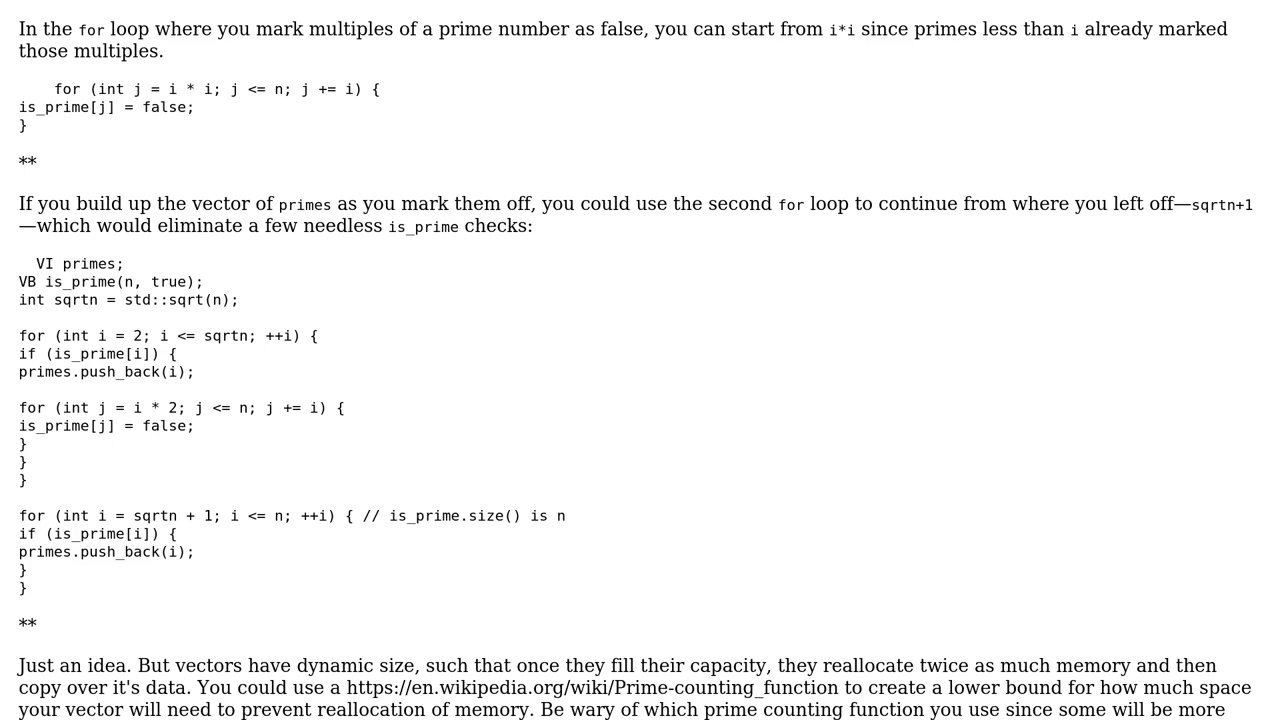 In the for loop where you mark multiples of a prime number as false, you can start from i*i since primes less than i already marked
those multiples.
    for (int j = i * i; j <= n; j += i) {
is_prime[j] = false;
}
**
If you build up the vector of primes as you mark them off, you could use the second for loop to continue from where you left off—sqrtn+1
—which would eliminate a few needless is_prime checks:
  VI primes;
VB is_prime(n, true);
int sqrtn = std::sqrt(n);
for (int i = 2; i <= sqrtn; ++i) {
if (is_prime[i]) {
primes.push_back(i);
for (int j = i * 2; j <= n; j += i) {
is_prime[j] = false;
}
}
}
for (int i = sqrtn + 1; i <= n; ++i) { // is_prime.size() is n
if (is_prime[i]) {
primes.push_back(i);
}
}
**
Just an idea. But vectors have dynamic size, such that once they fill their capacity, they reallocate twice as much memory and then
copy over it's data. You could use a https://en.wikipedia.org/wiki/Prime-counting_function to create a lower bound for how much space
your vector will need to prevent reallocation of memory. Be wary of which prime counting function you use since some will be more